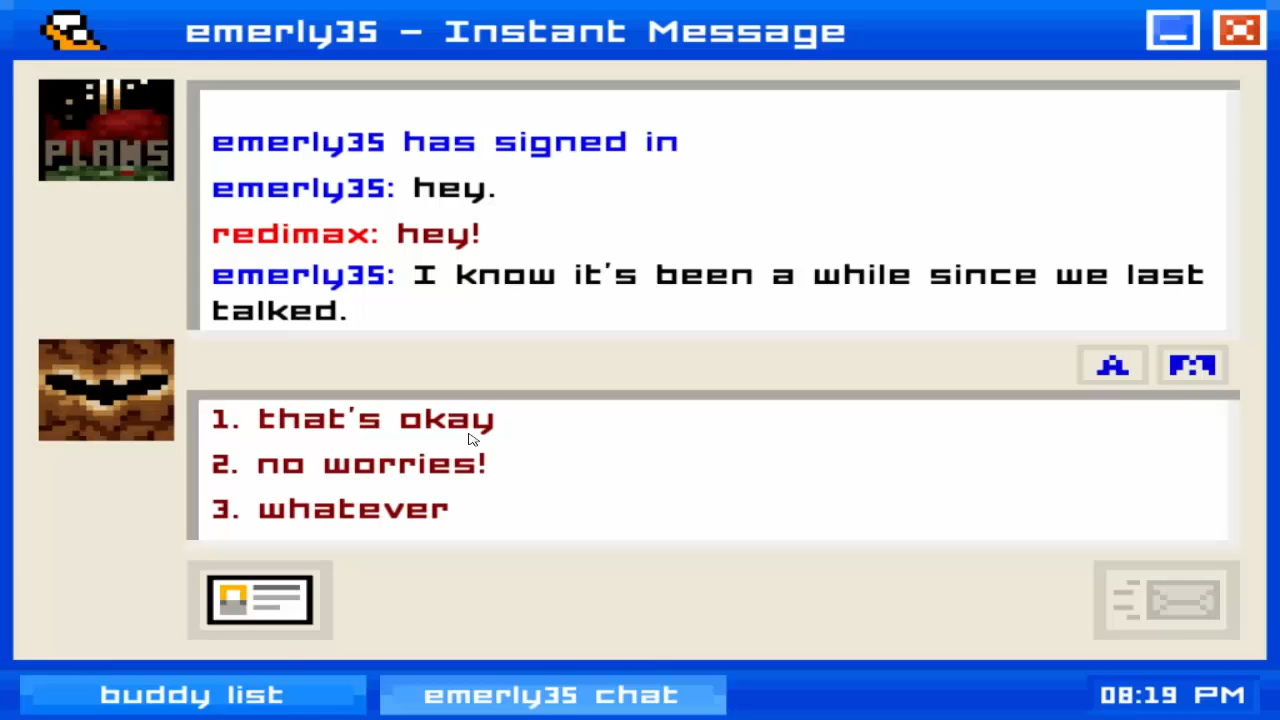 emerly35 - Instant Message
PLANS
emerly35 has signed in
emerly35: hey.
redimax: hey!
emerly35: I know it's been a while since we last
talked.
A
1. that's okay
2. no worries!
3. whatever
buddy list
emerly35 chat
08:19 PM